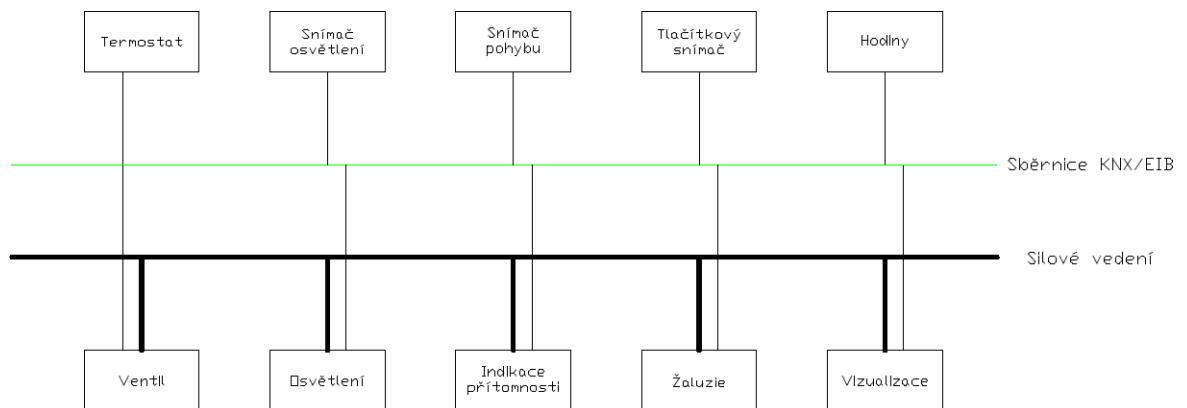 Termostat
Snímač
osvětlení
Snímač
pohybu
Tlačítkový
snímač
Hodiny
Sběrnice KNX/EIB
Silové vedení
Ventil
Osvětlení
Indikace
přítomnosti
Žaluzie
Vizualizace